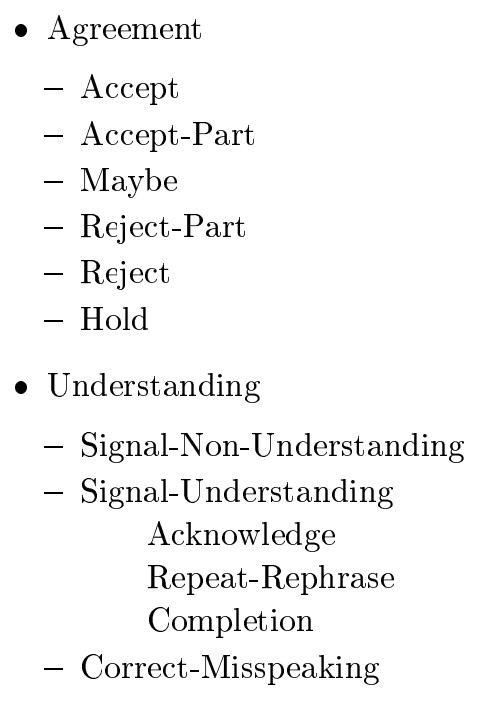 • Agreement
– Accept
– Accept-Part
– Maybe
– Reject-Part
– Reject
– Hold
• Understanding
– Signal-Non-Understanding
– Signal-Understanding
Acknowledge
Repeat-Rephrase
Completion
– Correct-Misspeaking